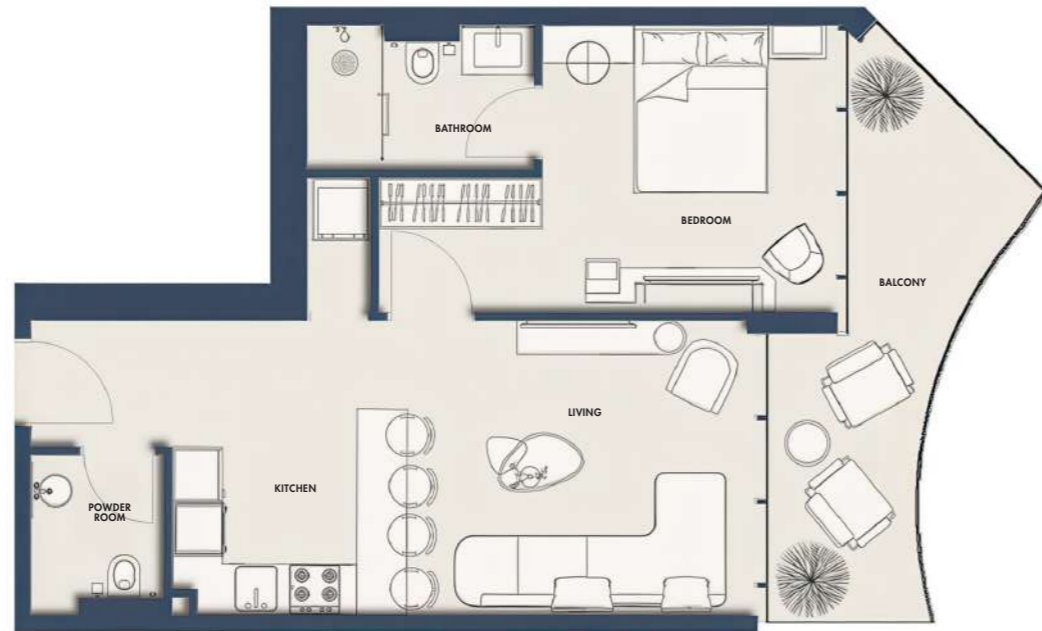 BATHROOM
BEDROOM
BALCONY
LIVING
KITCHEN
POWDER
ROOM